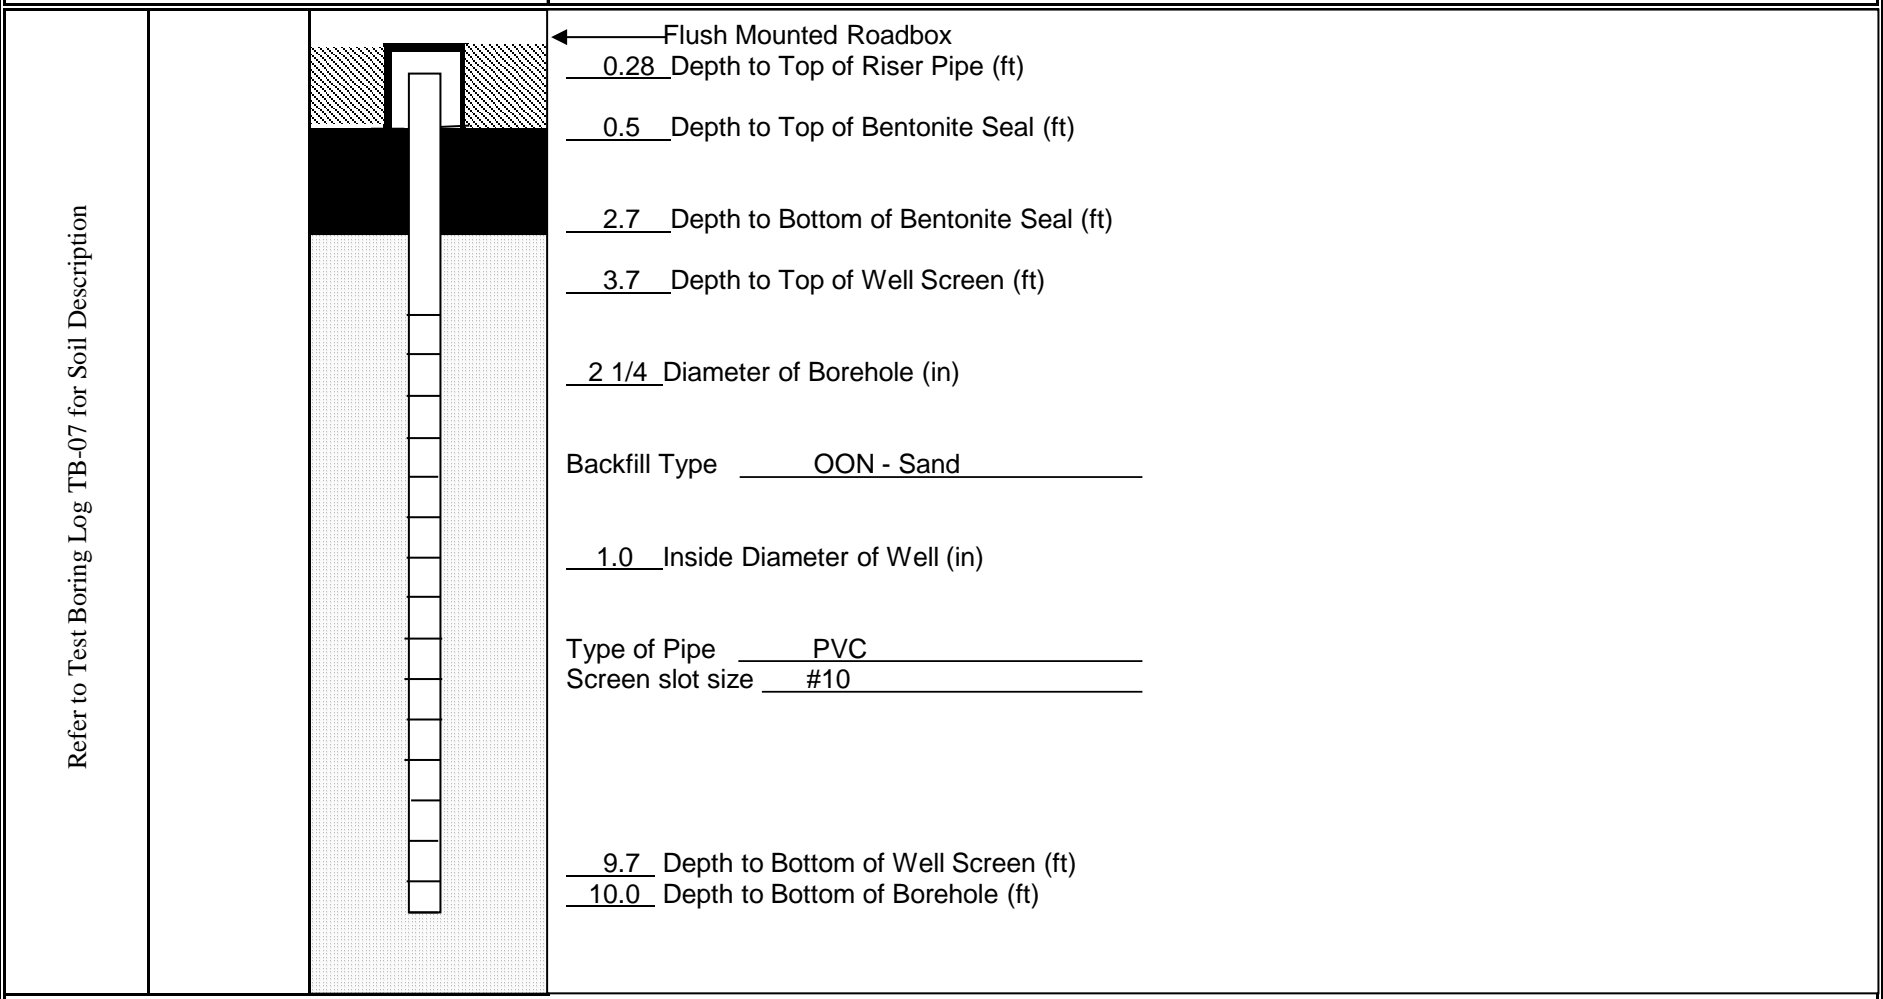 Refer to Test Boring Log TB-07 for Soil Description
Flush Mounted Roadbox
0.28 Depth to Top of Riser Pipe (ft)
0.5 Depth to Top of Bentonite Seal (ft)
2.7 Depth to Bottom of Bentonite Seal (ft)
3.7 Depth to Top of Well Screen (ft)
2 1/4 Diameter of Borehole (in)
Backfill Type OON - Sand
1.0 Inside Diameter of Well (in)
Type of Pipe PVC
Screen slot size #10
9.7 Depth to Bottom of Well Screen (ft)
10.0 Depth to Bottom of Borehole (ft)